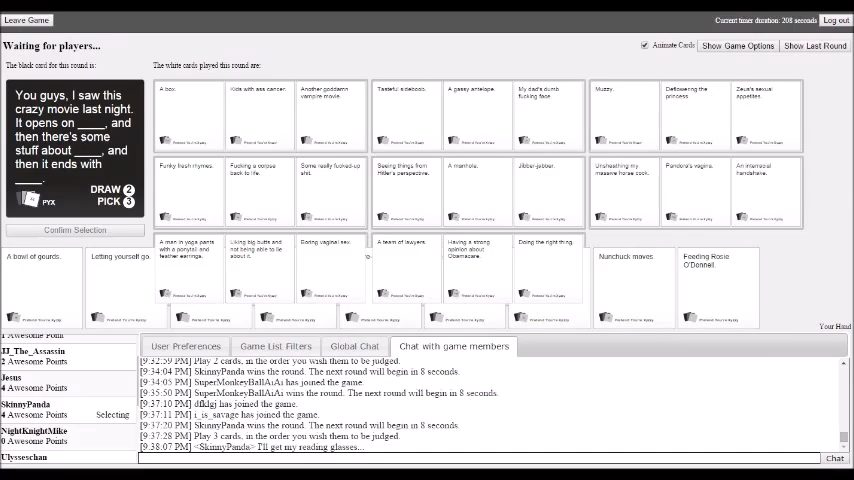 Leave Game
Current timer duration: 208 seconds
Log out
Waiting for players...
Animate Cards
Show Game Options
Show Last Round
The black card for this round is:
The white cards played this round are:
You guys, I saw this
crazy movie last night.
It opens on ____, and
then there's some
stuff about ____, and
then it ends with
____.
PYX
DRAW 2
PICK 3
Confirm Selection
A box.
Kids with ass cancer.
Another goddamn
vampire movie.
Tasteful sideboob.
A gassy antelope.
My dad's dumb
fucking face.
Muzzy.
Deflowering the
princess.
Zeus's sexual
appetites.
Funky fresh rhymes.
Fucking a corpse
back to life.
Some really fucked-up
shit.
Seeing things from
Hitler's perspective.
A manhole.
Jibber-jabber.
Unsheathing my
massive horse cock.
Pandora's vagina.
An interracial
handshake.
A man in yoga pants
with a ponytail and
feather earrings.
Liking big butts and
not being able to lie
about it.
Boring vaginal sex.
A team of lawyers.
Having a strong
opinion about
Obamacare.
Doing the right thing.
A bowl of gourds.
Letting yourself go.
Nunchuck moves.
Feeding Rosie
O'Donnell.
Your Hand
1 Awesome Point
JJ_The_Assassin
2 Awesome Points
Jesus
4 Awesome Points
SkinnyPanda
4 Awesome Points
Selecting
NightKnightMike
0 Awesome Points
Ulysseschan
User Preferences
Game List Filters
Global Chat
Chat with game members
[9:32:59 PM] Play 2 cards, in the order you wish them to be judged.
[9:34:04 PM] SkinnyPanda wins the round. The next round will begin in 8 seconds.
[9:34:05 PM] SuperMonkeyBallAiAi has joined the game.
[9:35:50 PM] SuperMonkeyBallAiAi wins the round. The next round will begin in 8 seconds.
[9:37:10 PM] dfklgj has joined the game.
[9:37:11 PM] i_is_savage has joined the game.
[9:37:20 PM] SkinnyPanda wins the round. The next round will begin in 8 seconds.
[9:37:28 PM] Play 3 cards, in the order you wish them to be judged.
[9:38:07 PM] <SkinnyPanda> I'll get my reading glasses...
Chat